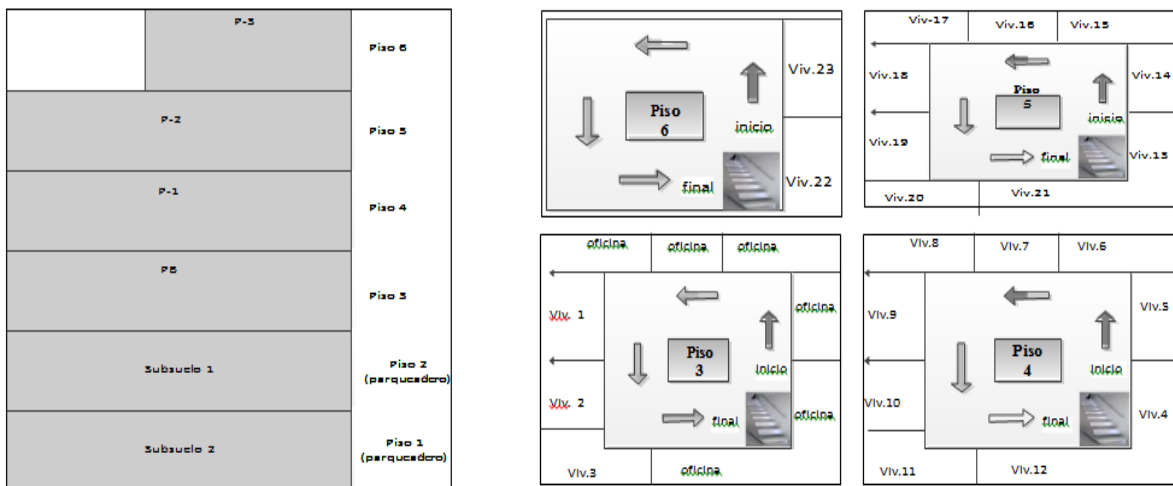 P-3
Piso 6
P-2
Piso 5
P-1
Piso 4
PB
Piso 3
Subsuelo 1
Piso 2
(parqueadero)
Subsuelo 2
Piso 1
(parqueadero)
Viv.23
Piso
6
inicio
final
Viv.22
Viv-17
Viv.16
Viv.15
Viv.18
Viv.14
Piso
5
inicio
Viv.19
final
Viv.13
Viv.20
Viv.21
oficina
oficina
oficina
Viv. 1
oficina
Piso
3
inicio
Viv. 2
final
oficina
Viv.3
oficina
Viv.8
Viv.7
Viv.6
Viv.9
Viv.5
Piso
4
inicio
Viv.10
final
Viv.4
Viv.11
Viv.12